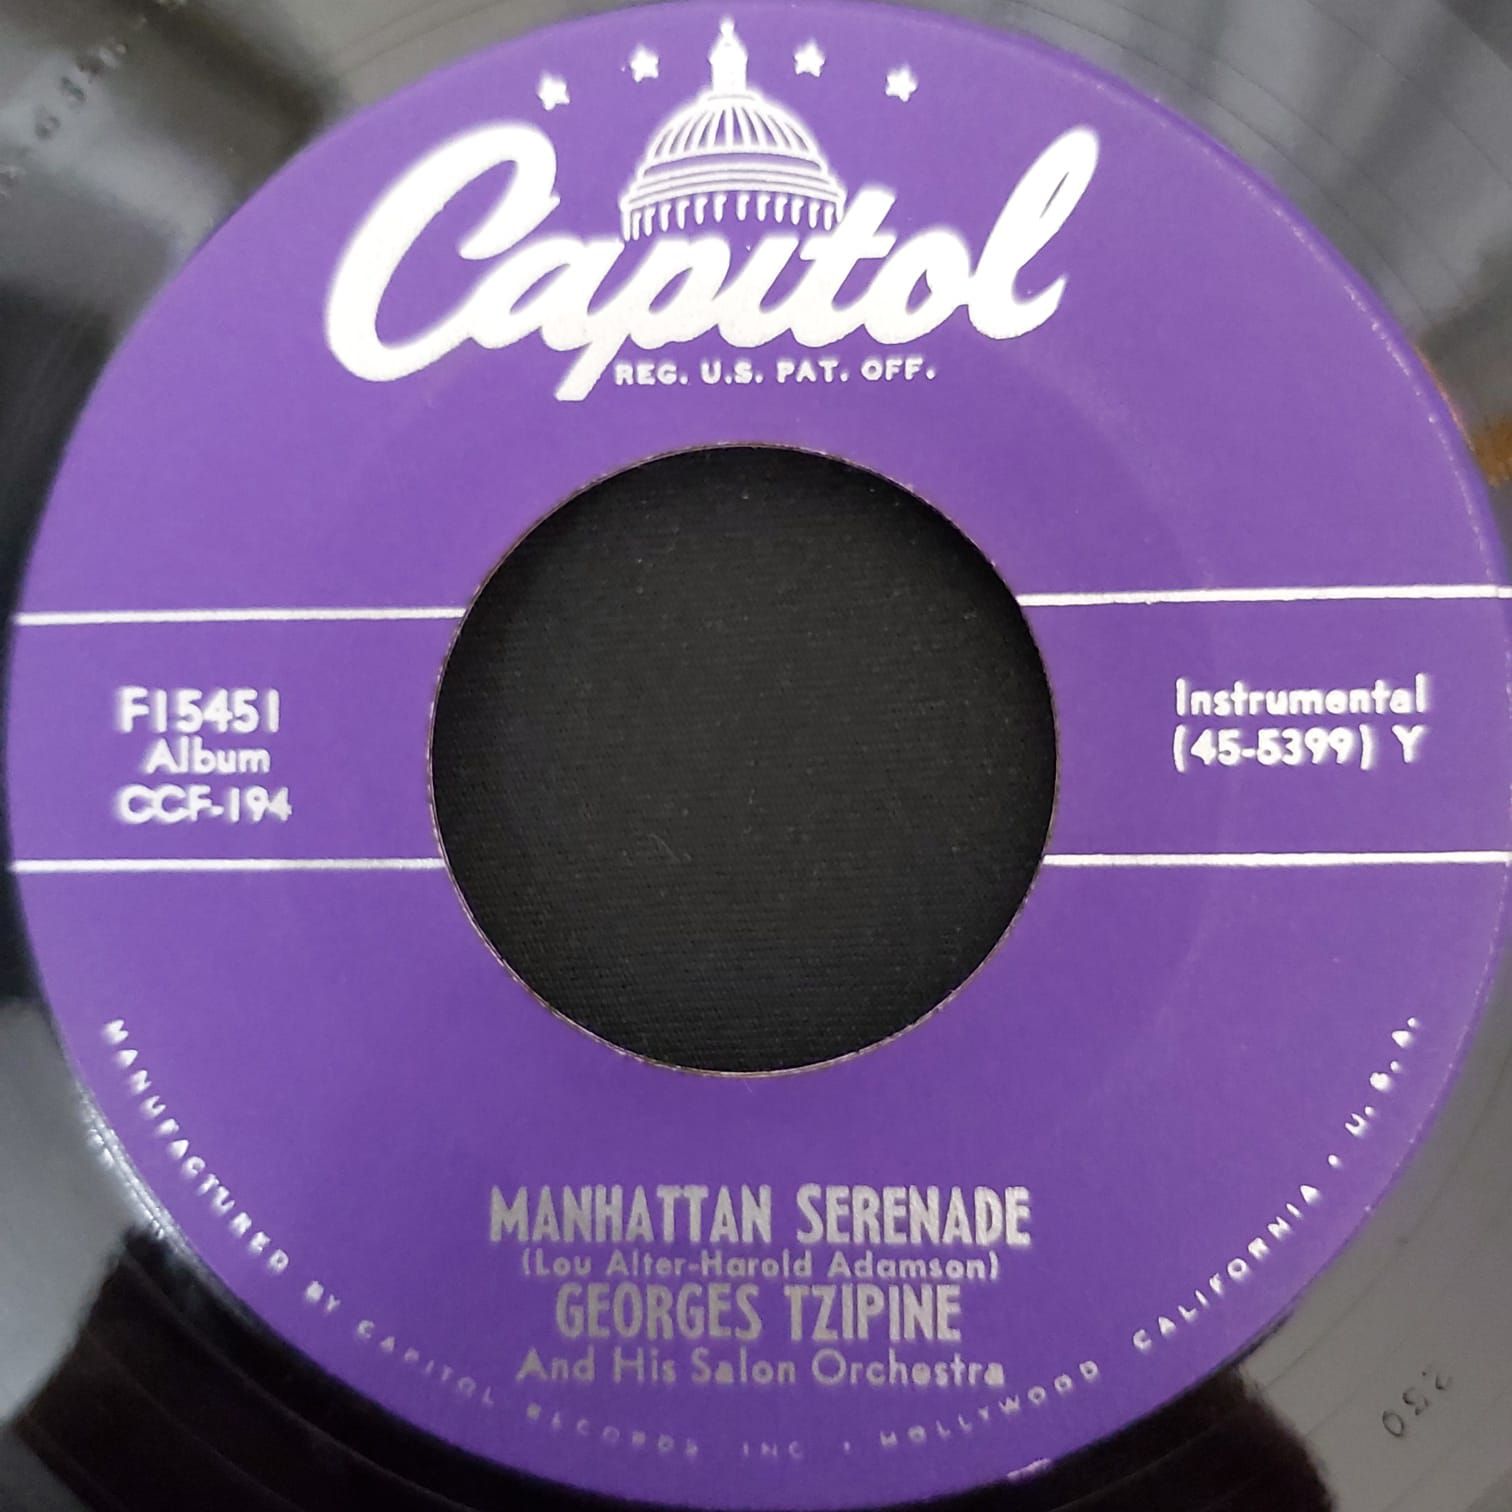 Capitol
REG. U.S. PAT. OFF.
F15451
Album
CCF-194
Instrumental
(45-5399) Y
MANHATTAN SERENADE
(Lou Alter-Harold Adamson)
GEORGES TZIPINE
And His Salon Orchestra
MANUFACTURED BY CAPITOL RECORDS INC · HOLLYWOOD CALIFORNIA · U. S. A.